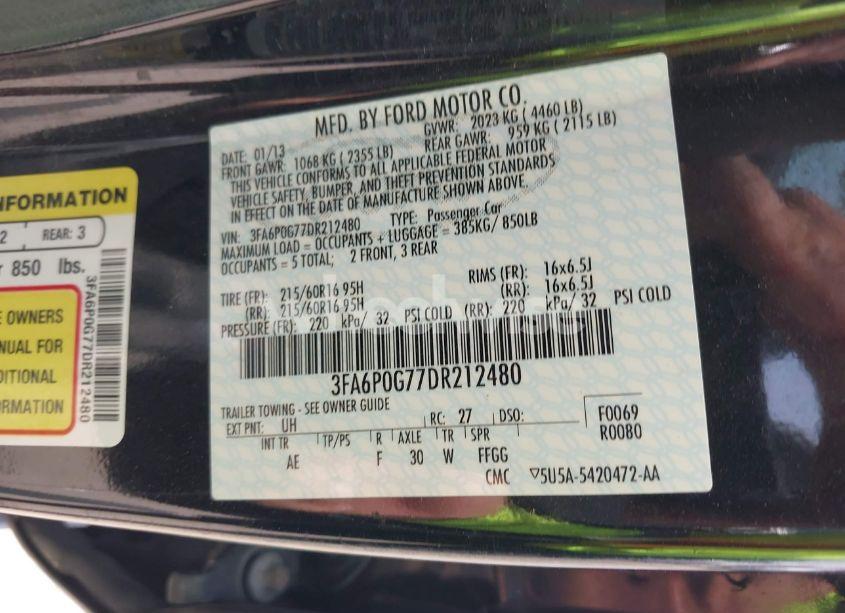 NFORMATION
2 REAR: 3
850 lbs.
E OWNERS
NUAL FOR
DITIONAL
FORMATION
3FA6P0G77DR212480
MFD. BY FORD MOTOR CO.
DATE: 01/13 GVWR: 2023 KG ( 4460 LB)
FRONT GAWR: 1068 KG ( 2355 LB) REAR GAWR: 959 KG ( 2115 LB)
THIS VEHICLE CONFORMS TO ALL APPLICABLE FEDERAL MOTOR
VEHICLE SAFETY, BUMPER, AND THEFT PREVENTION STANDARDS
IN EFFECT ON THE DATE OF MANUFACTURE SHOWN ABOVE.
VIN: 3FA6P0G77DR212480 TYPE: Passenger Car
MAXIMUM LOAD = OCCUPANTS + LUGGAGE = 385KG/ 850LB
OCCUPANTS = 5 TOTAL; 2 FRONT, 3 REAR
TIRE (FR): 215/60R16 95H RIMS (FR): 16x6.5J
(RR): 215/60R16 95H (RR): 16x6.5J
PRESSURE (FR): 220 kPa/ 32 PSI COLD (RR): 220 kPa/ 32 PSI COLD
3FA6P0G77DR212480
TRAILER TOWING - SEE OWNER GUIDE
EXT PNT: UH RC: 27 DSO: F0069
R0080
INT TR TP/PS R AXLE TR SPR
AE F 30 W FFGG
CMC ▽5U5A-5420472-AA